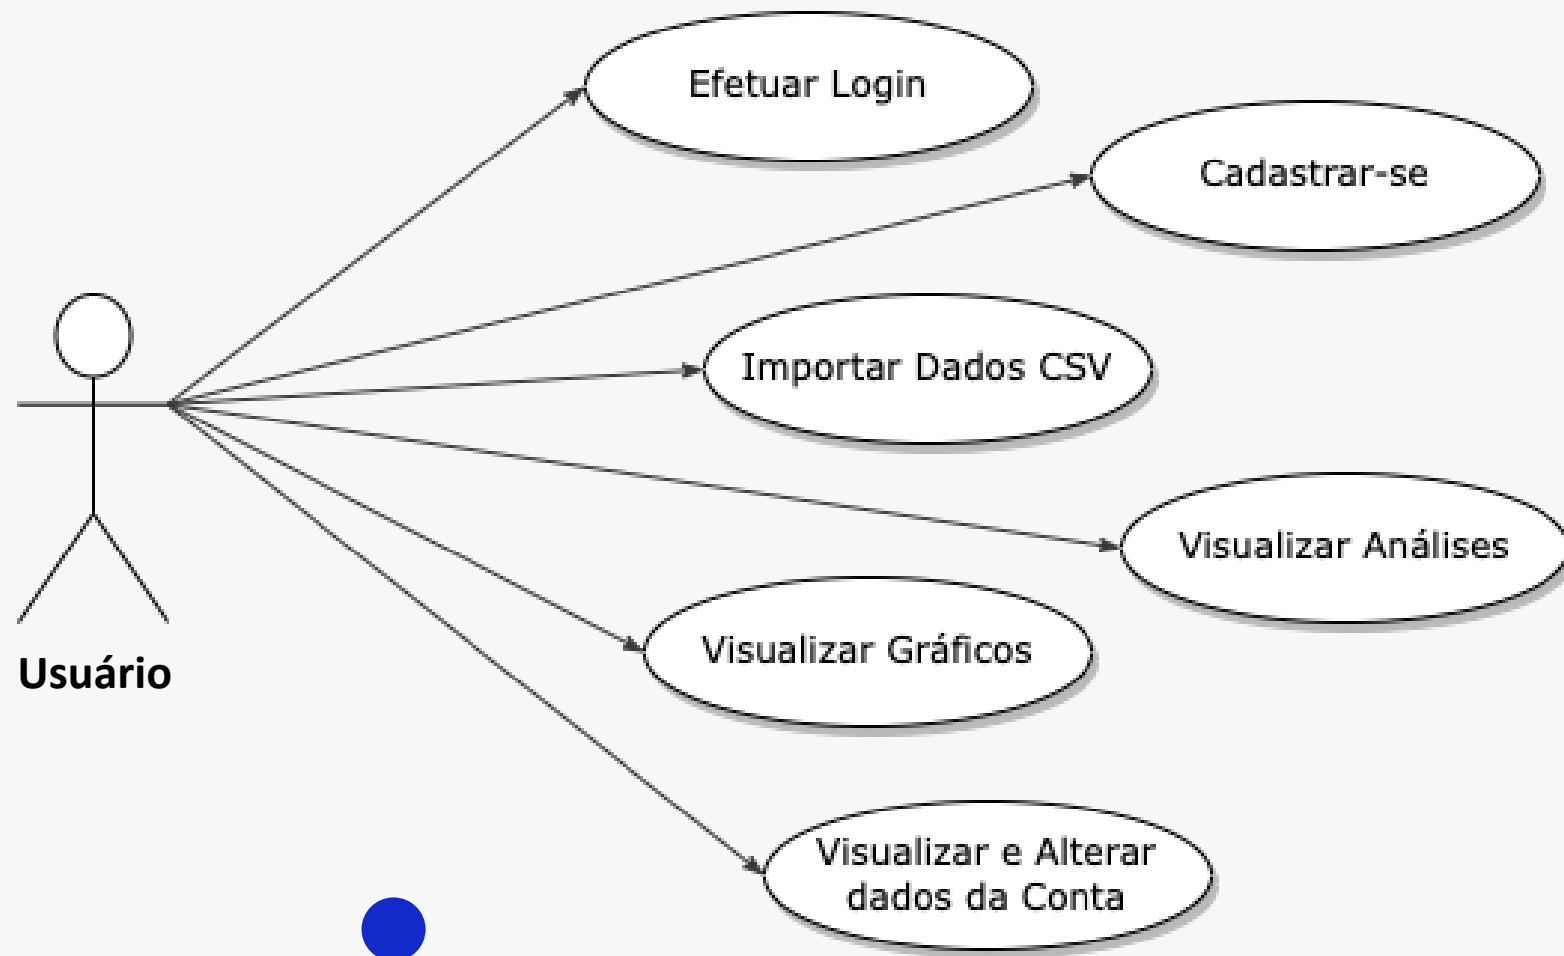 Efetuar Login
Cadastrar-se
Importar Dados CSV
Visualizar Análises
Visualizar Gráficos
Usuário
Visualizar e Alterar
dados da Conta